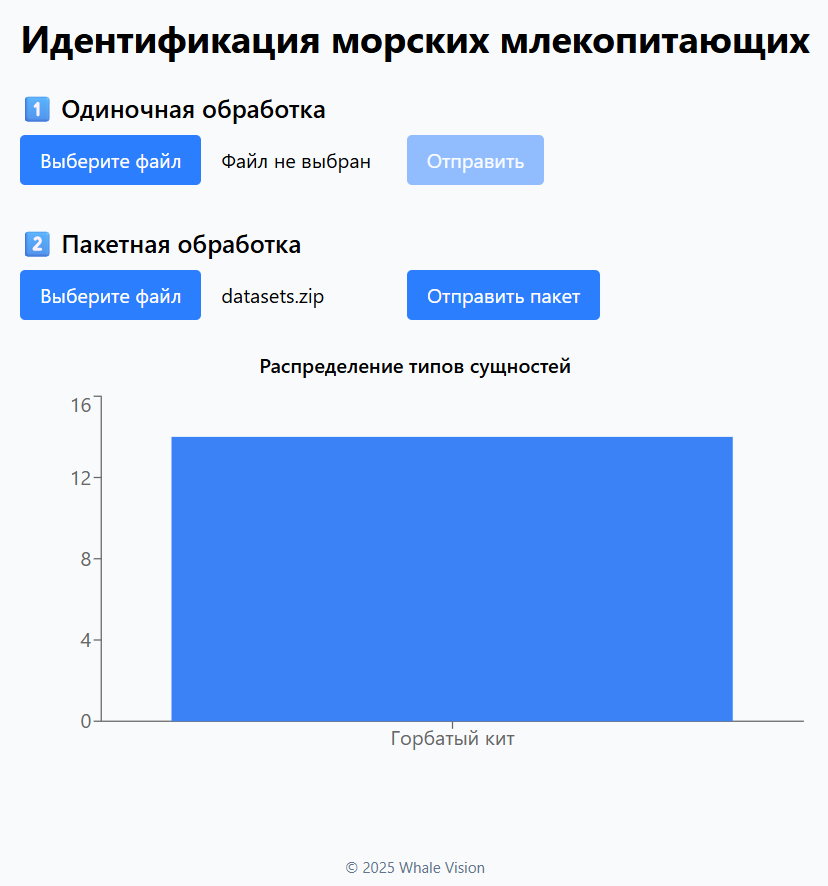 Идентификация морских млекопитающих
1 Одиночная обработка
Выберите файл Файл не выбран Отправить
2 Пакетная обработка
Выберите файл datasets.zip Отправить пакет
Распределение типов сущностей
16
12
8
4
0
Горбатый кит
© 2025 Whale Vision